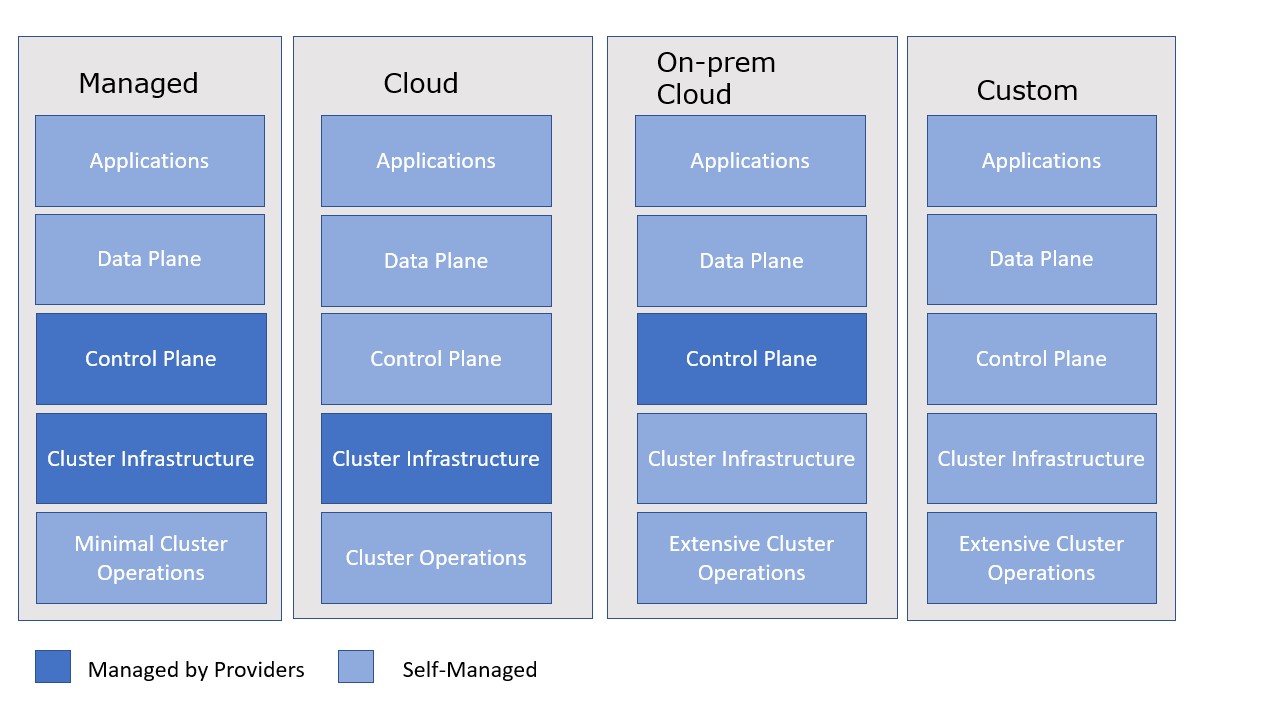 Managed
Applications
Data Plane
Control Plane
Cluster Infrastructure
Minimal Cluster
Operations
Cloud
Applications
Data Plane
Control Plane
Cluster Infrastructure
Cluster Operations
On-prem
Cloud
Applications
Data Plane
Control Plane
Cluster Infrastructure
Extensive Cluster
Operations
Custom
Applications
Data Plane
Control Plane
Cluster Infrastructure
Extensive Cluster
Operations
Managed by Providers
Self-Managed